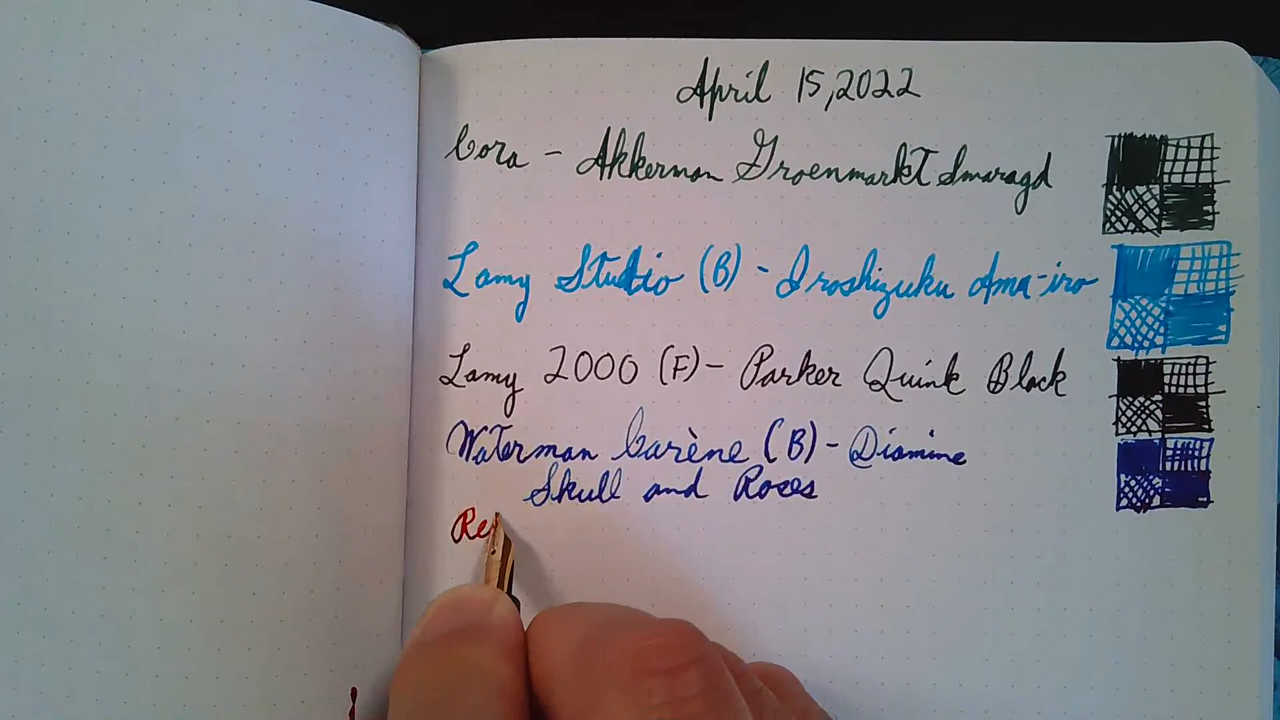 April 15, 2022
Cora - Akkerman Groenmarkt Smaragd
Lamy Studio (B) - Iroshizuku Ama-iro
Lamy 2000 (F) - Parker Quink Black
Waterman Carène (B) - Diamine
Skull and Roses
Re